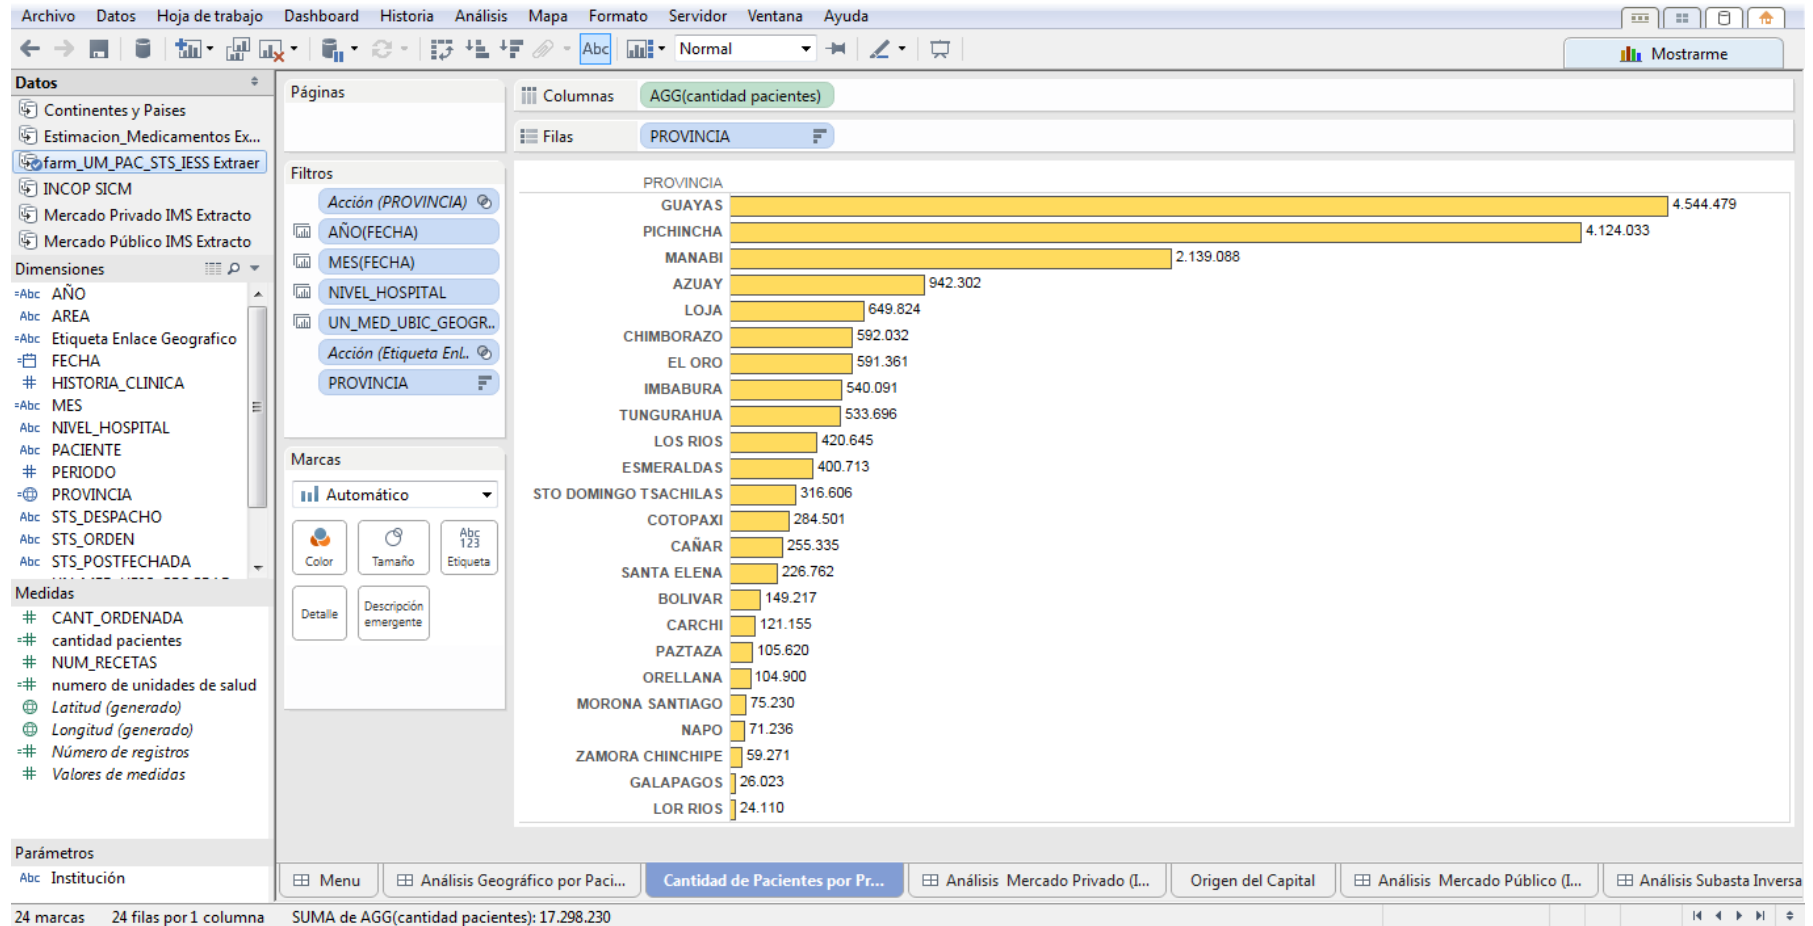 Archivo Datos Hoja de trabajo Dashboard Historia Análisis Mapa Formato Servidor Ventana Ayuda
Abc Normal Mostrarme
Datos
Continentes y Paises
Estimacion_Medicamentos Ex...
farm_UM_PAC_STS_IESS Extraer
INCOP SICM
Mercado Privado IMS Extracto
Mercado Público IMS Extracto
Dimensiones
=Abc AÑO
Abc AREA
=Abc Etiqueta Enlace Geografico
FECHA
# HISTORIA_CLINICA
=Abc MES
Abc NIVEL_HOSPITAL
Abc PACIENTE
# PERIODO
PROVINCIA
Abc STS_DESPACHO
Abc STS_ORDEN
Abc STS_POSTFECHADA
Medidas
# CANT_ORDENADA
=# cantidad pacientes
# NUM_RECETAS
=# numero de unidades de salud
Latitud (generado)
Longitud (generado)
=# Número de registros
# Valores de medidas
Parámetros
Abc Institución
Páginas
Filtros
Acción (PROVINCIA)
AÑO(FECHA)
MES(FECHA)
NIVEL_HOSPITAL
UN_MED_UBIC_GEOGR..
Acción (Etiqueta Enl..
PROVINCIA
Marcas
Automático
Color Tamaño Abc 123 Etiqueta
Detalle Descripción emergente
Columnas AGG(cantidad pacientes)
Filas PROVINCIA
PROVINCIA
GUAYAS 4.544.479
PICHINCHA 4.124.033
MANABI 2.139.088
AZUAY 942.302
LOJA 649.824
CHIMBORAZO 592.032
EL ORO 591.361
IMBABURA 540.091
TUNGURAHUA 533.696
LOS RIOS 420.645
ESMERALDAS 400.713
STO DOMINGO TSACHILAS 316.606
COTOPAXI 284.501
CAÑAR 255.335
SANTA ELENA 226.762
BOLIVAR 149.217
CARCHI 121.155
PAZTAZA 105.620
ORELLANA 104.900
MORONA SANTIAGO 75.230
NAPO 71.236
ZAMORA CHINCHIPE 59.271
GALAPAGOS 26.023
LOR RIOS 24.110
Menu Análisis Geográfico por Paci... Cantidad de Pacientes por Pr... Análisis Mercado Privado (I... Origen del Capital Análisis Mercado Público (I... Análisis Subasta Inversa
24 marcas 24 filas por 1 columna SUMA de AGG(cantidad pacientes): 17.298.230